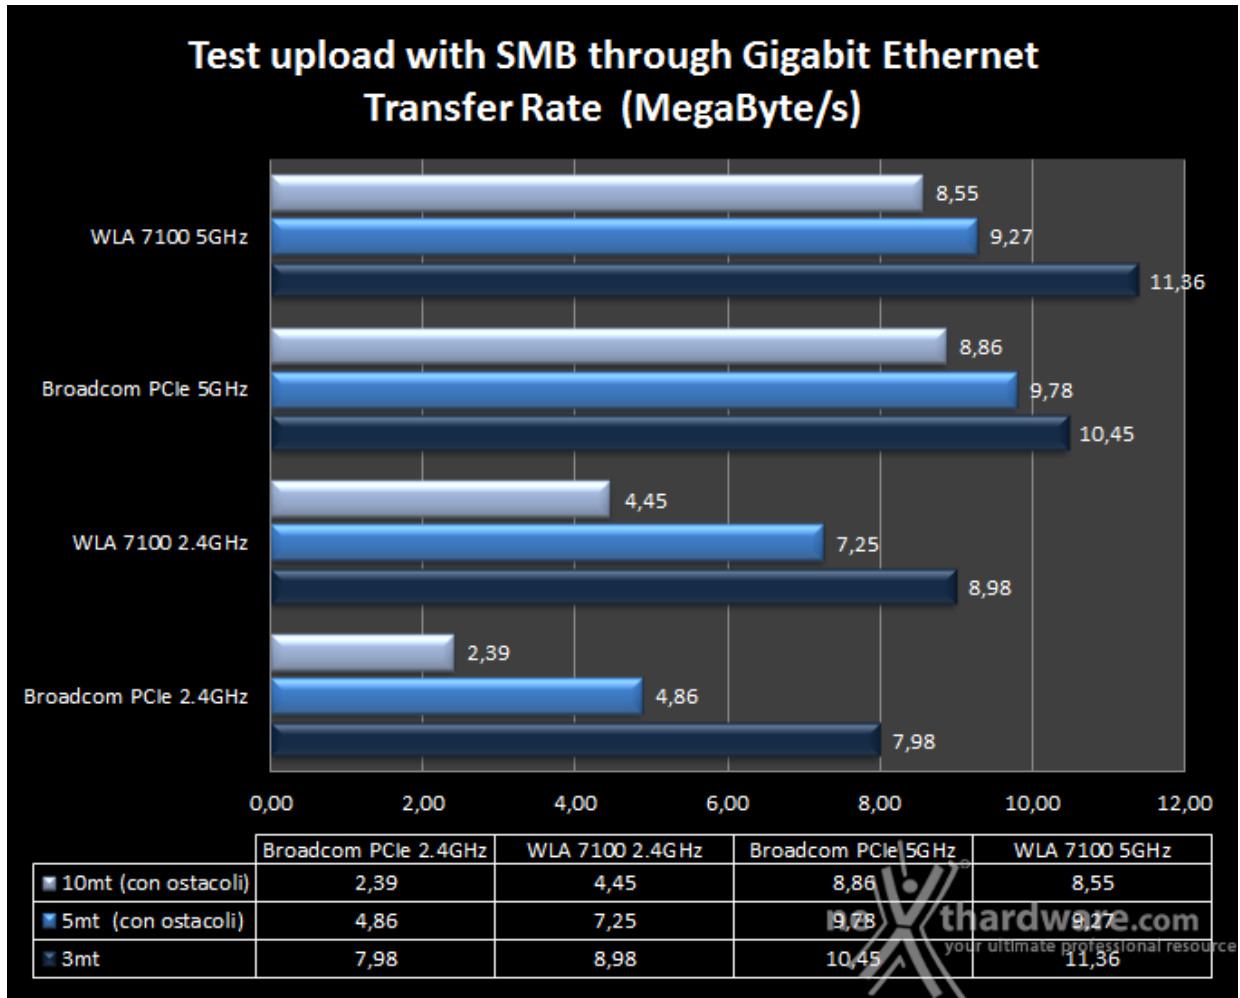 Test upload with SMB through Gigabit Ethernet
Transfer Rate (MegaByte/s)
8,55
WLA 7100 5GHz
9,27
11,36
8,86
Broadcom PCIe 5GHz
9,78
10,45
4,45
WLA 7100 2.4GHz
7,25
8,98
2,39
Broadcom PCIe 2.4GHz
4,86
7,98
0,00 2,00 4,00 6,00 8,00 10,00 12,00
Broadcom PCIe 2.4GHz WLA 7100 2.4GHz Broadcom PCIe 5GHz WLA 7100 5GHz
10mt (con ostacoli) 2,39 4,45 8,86 8,55
5mt (con ostacoli) 4,86 7,25 9,78 9,27
nexthardware.com
your ultimate professional resource
3mt 7,98 8,98 10,45 11,36